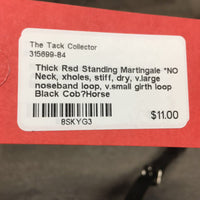 The Tack Collector
315699-84
Thick Rsd Standing Martingale *NO
Neck, xholes, stiff, dry, v.large
noseband loop, v.small girth loop
Black Cob?Horse
8SKYG3
$11.00